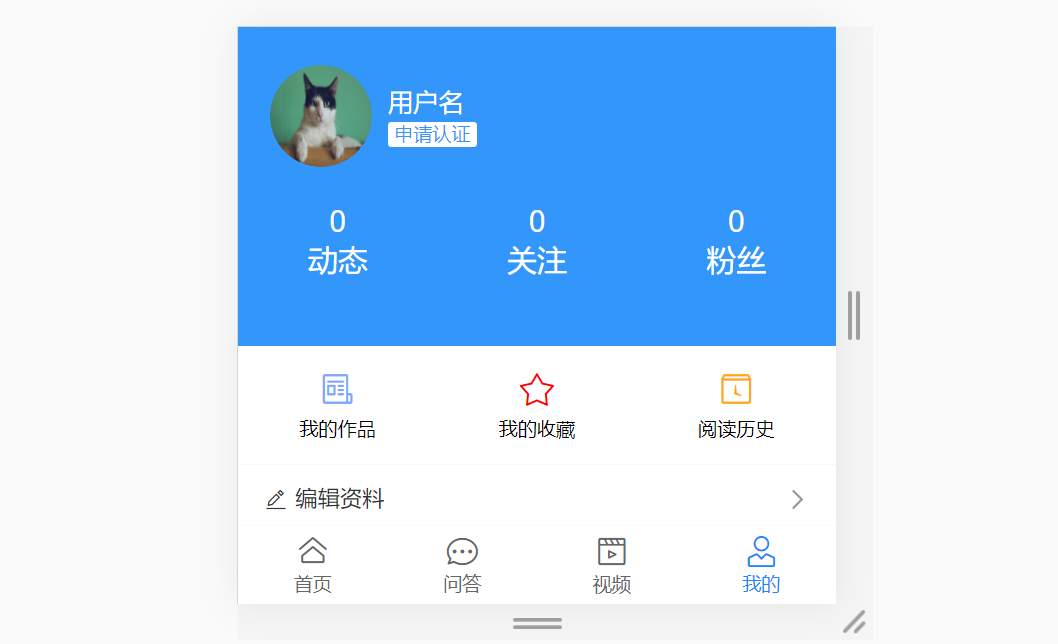 用户名
申请认证
0 0 0
动态 关注 粉丝
我的作品 我的收藏 阅读历史
编辑资料
首页 问答 视频 我的